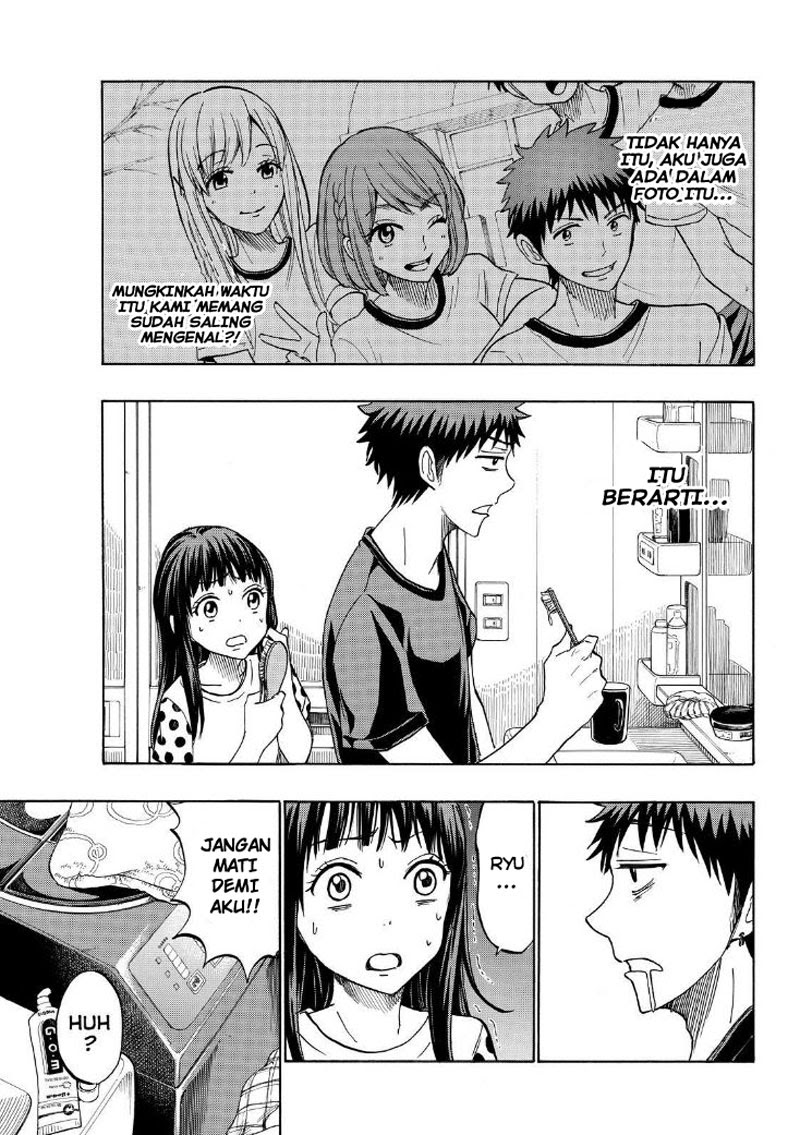 TIDAK HANYA
ITU, AKU JUGA
ADA DALAM
FOTO ITU...
MUNGKINKAH WAKTU
ITU KAMI MEMANG
SUDAH SALING
MENGENAL?!
ITU
BERARTI...
RYU
...
JANGAN
MATI
DEMI
AKU!!
HUH
?
G.o.m